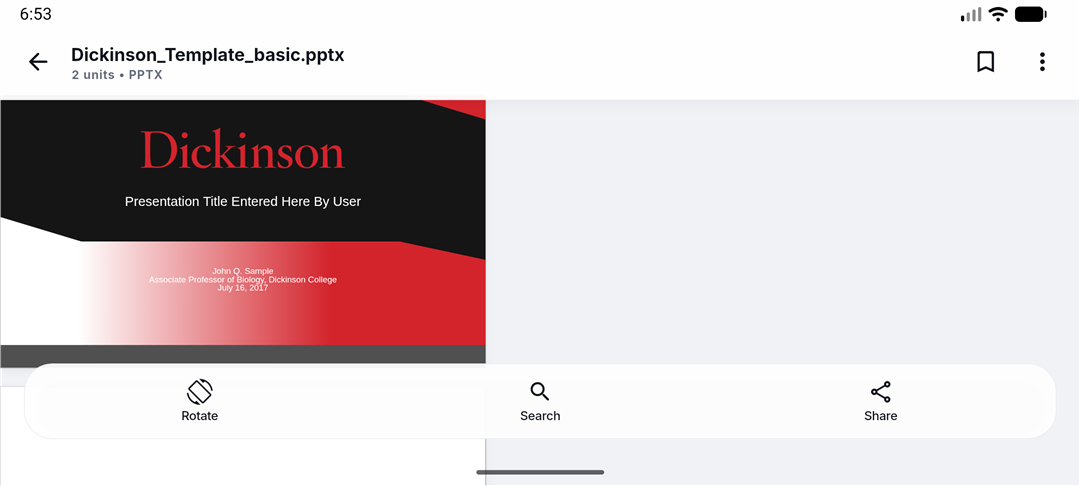 6:53
Dickinson_Template_basic.pptx
2 units • PPTX
Dickinson
Presentation Title Entered Here By User
John Q. Sample
Associate Professor of Biology, Dickinson College
July 16, 2017
Rotate
Search
Share